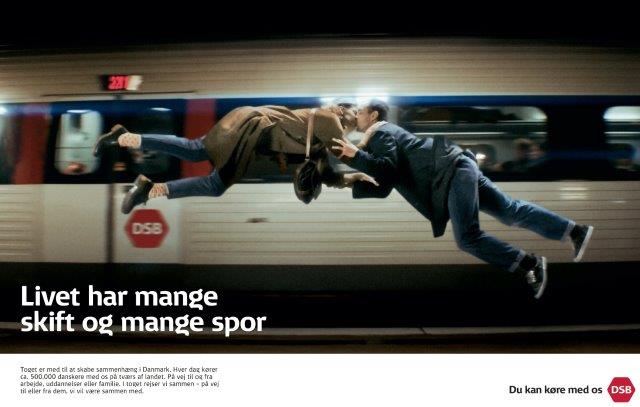 DSB
Livet har mange
skift og mange spor
Toget er med til at skabe sammenhæng i Danmark. Hver dag kører
ca. 500.000 danskere med os på tværs af landet. På vej til og fra
arbejde, uddannelser eller familie. I toget rejser vi sammen – på vej
til eller fra dem, vi vil være sammen med.
Du kan køre med os DSB